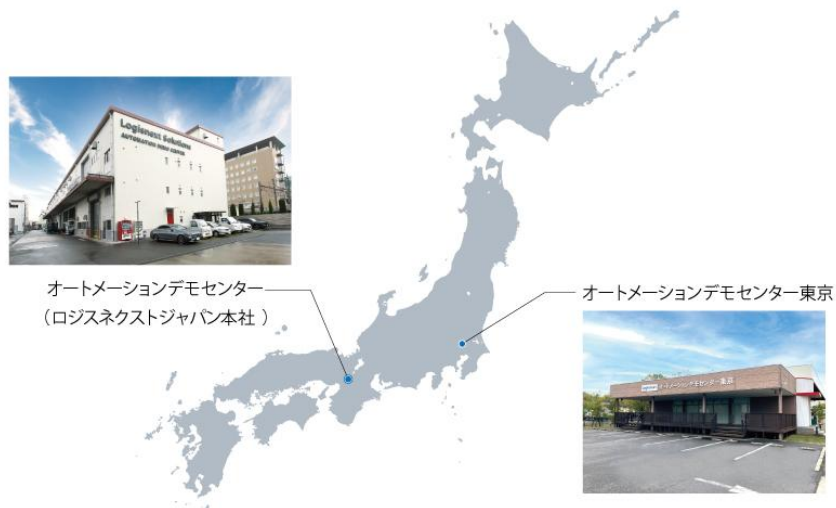 Logisnext Solutions
AUTOMATION DEMO CENTER
オートメーションデモセンター
（ロジスネクストジャパン本社 ）
オートメーションデモセンター東京
Logisnext オートメーションデモセンター東京